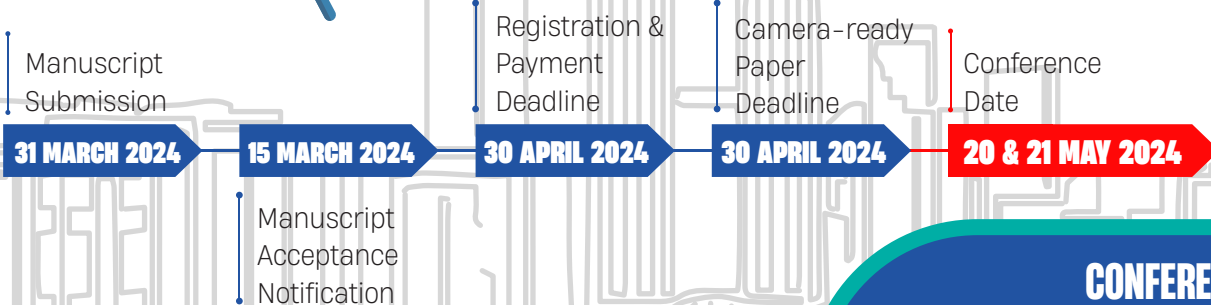 Manuscript
Submission
31 MARCH 2024
15 MARCH 2024
Manuscript
Acceptance
Notification
Registration &
Payment
Deadline
30 APRIL 2024
Camera-ready
Paper
Deadline
30 APRIL 2024
Conference
Date
20 & 21 MAY 2024
CONFERE